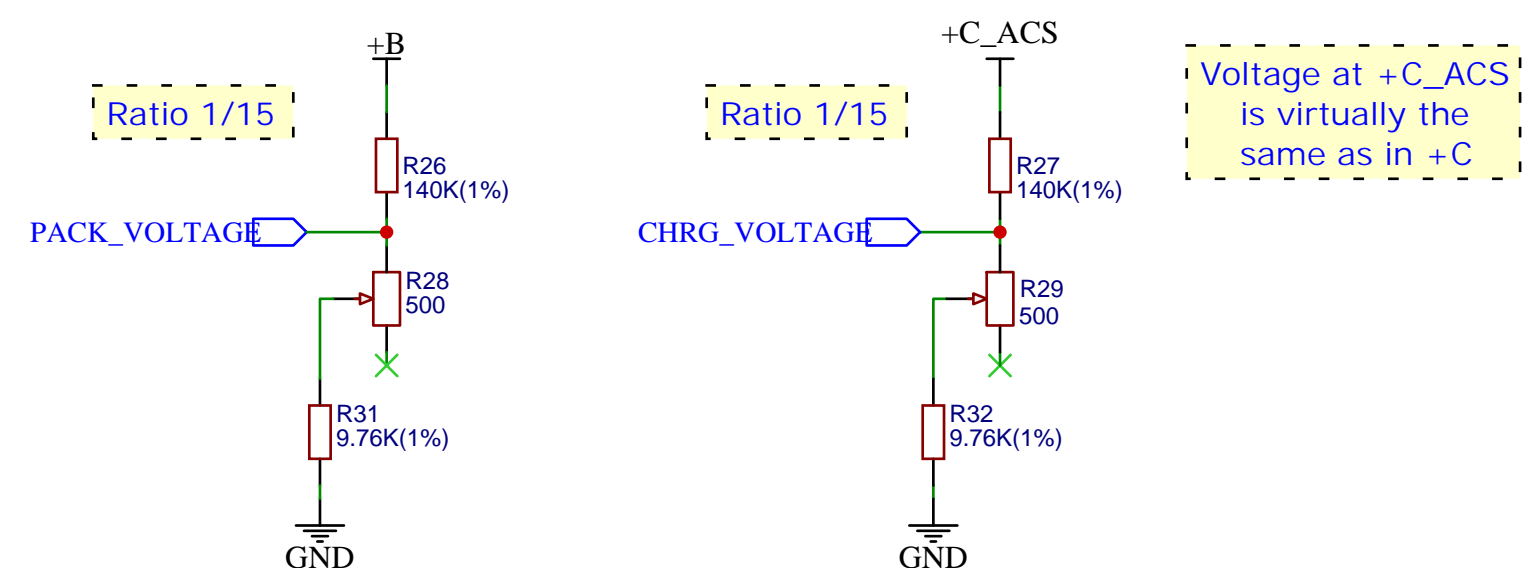 +B
Ratio 1/15
R26
140K(1%)
PACK_VOLTAGE
R28
500
R31
9.76K(1%)
GND
+C_ACS
Ratio 1/15
R27
140K(1%)
CHRG_VOLTAGE
R29
500
R32
9.76K(1%)
GND
Voltage at +C_ACS
is virtually the
same as in +C